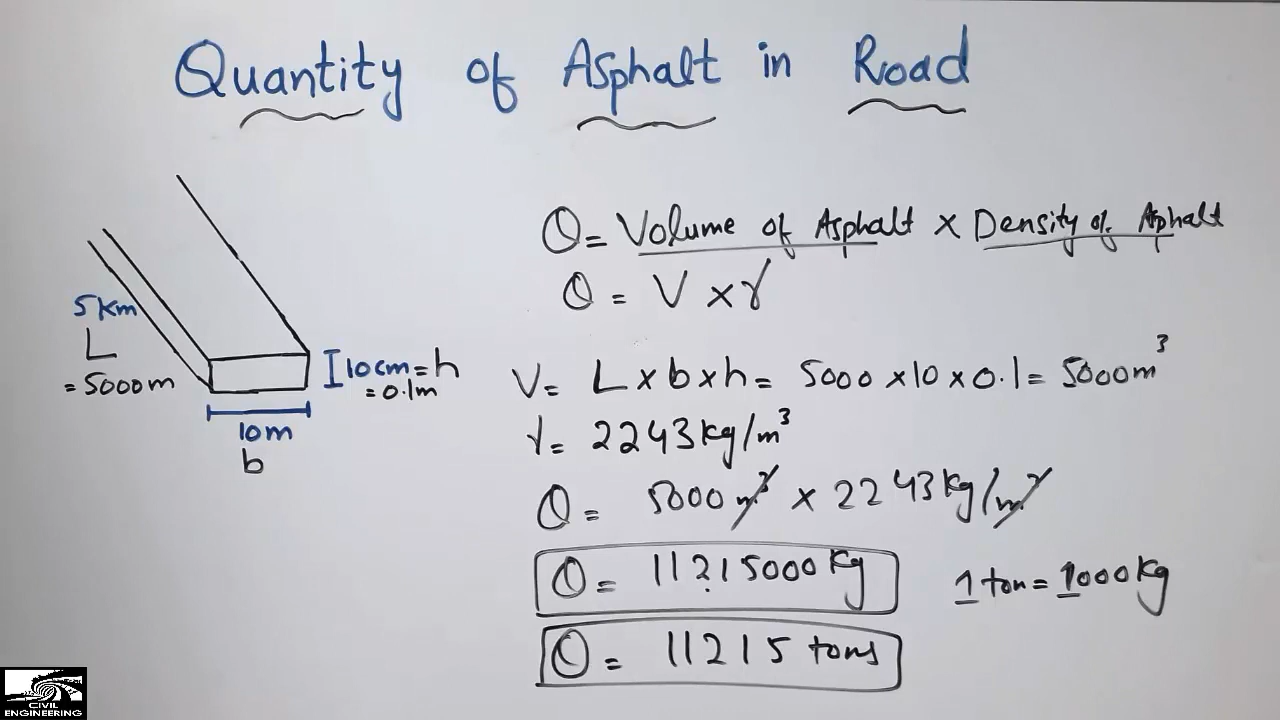 Quantity of Asphalt in Road
5 Km
L
= 5000m
10cm = h
= 0.1m
10m
b
Q = Volume of Asphalt × Density of Asphalt
Q = V × γ
V = L × b × h = 5000 × 10 × 0.1 = 5000m³
γ = 2243 kg/m³
Q = 5000 m³ × 2243 Kg/m³
Q = 11215000 Kg
1 ton = 1000 Kg
Q = 11215 tons
CIVIL
ENGINEERING